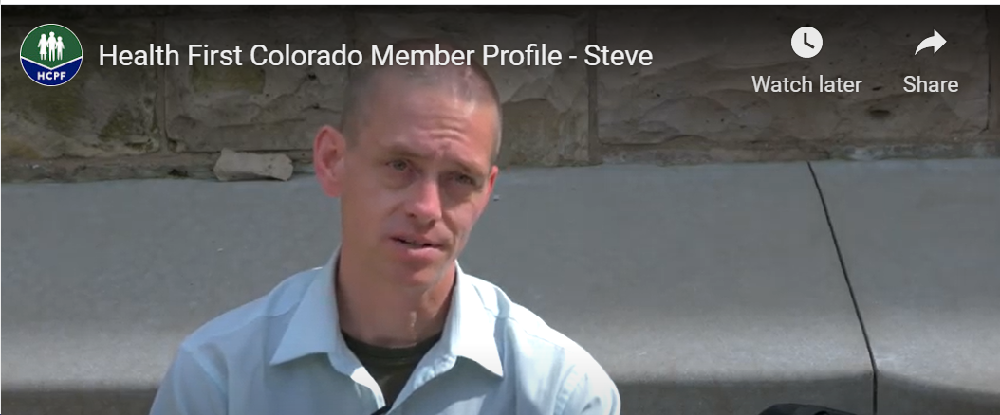 HCPF
Health First Colorado Member Profile - Steve
Watch later
Share